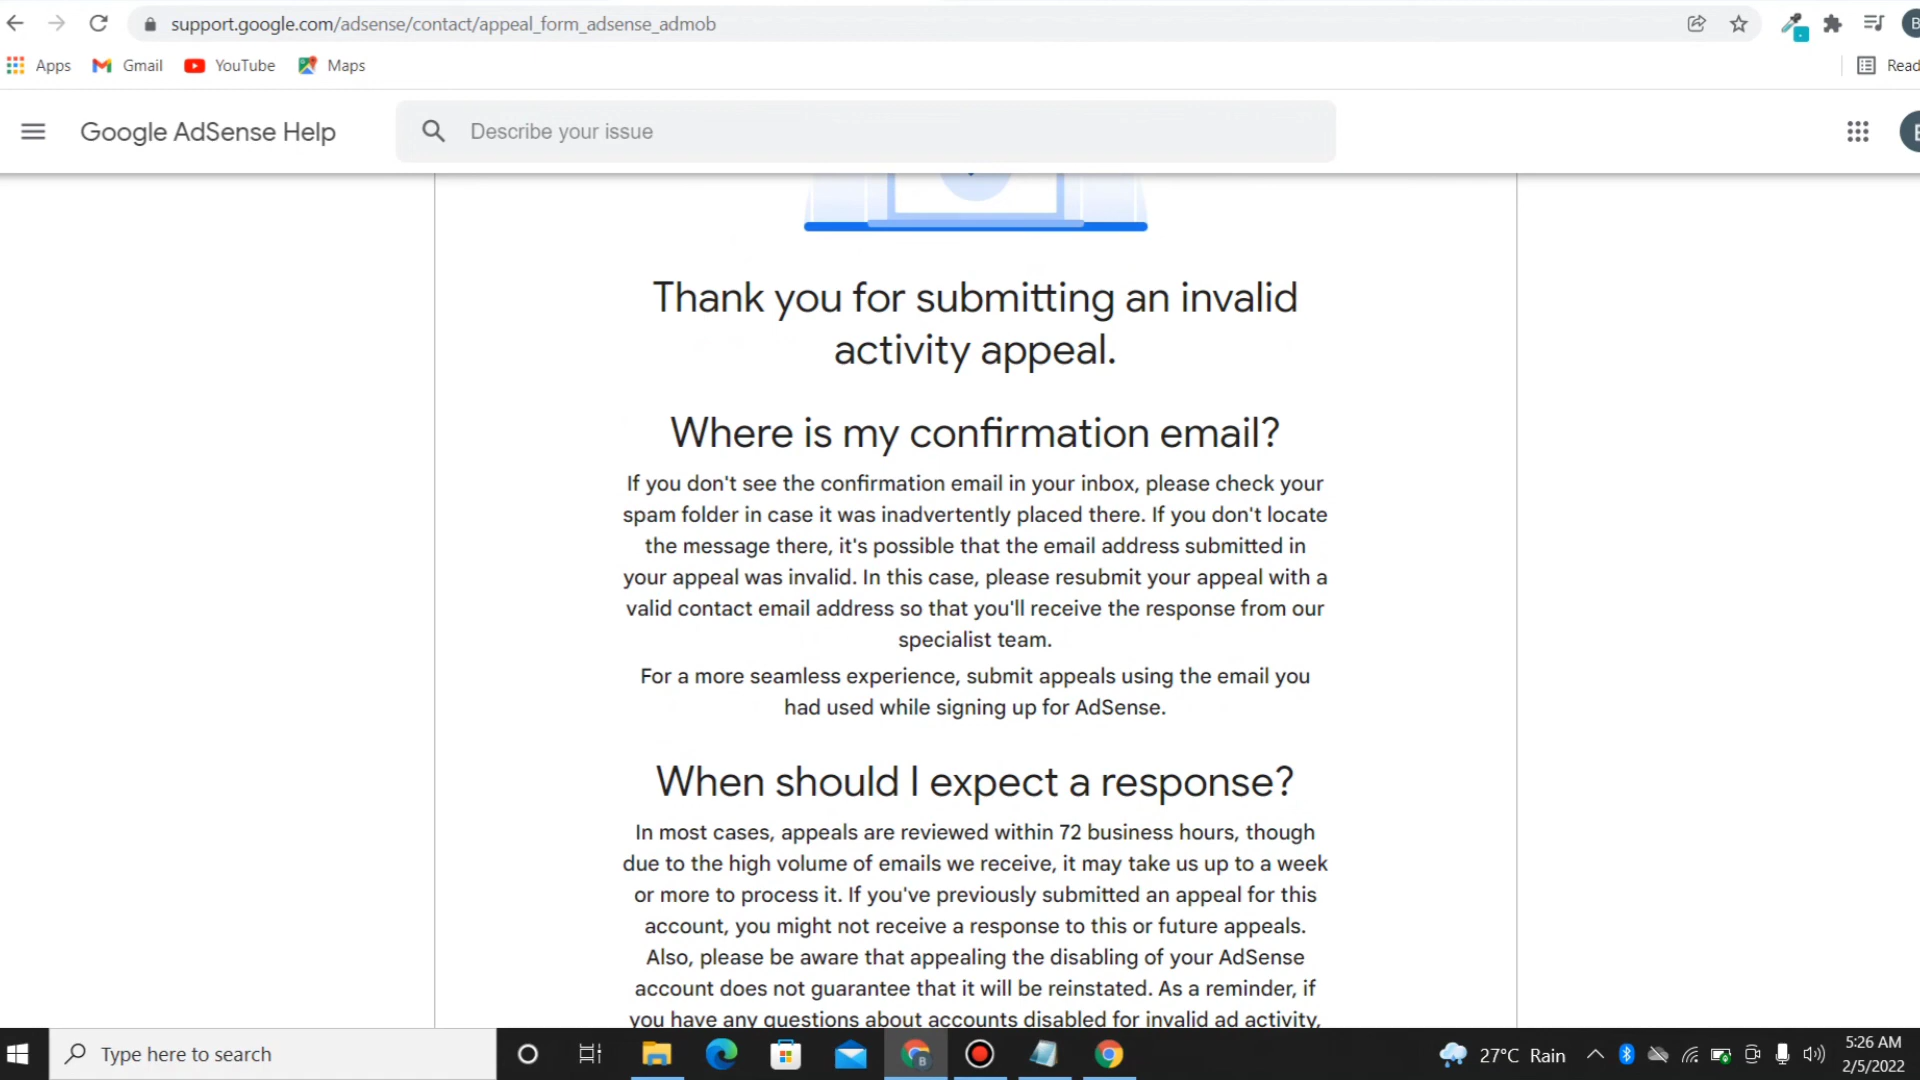 support.google.com/adsense/contact/appeal_form_adsense_admob
B
Apps
Gmail
YouTube
Maps
Read
Google AdSense Help
Describe your issue
Thank you for submitting an invalid
activity appeal.
Where is my confirmation email?
If you don't see the confirmation email in your inbox, please check your
spam folder in case it was inadvertently placed there. If you don't locate
the message there, it's possible that the email address submitted in
your appeal was invalid. In this case, please resubmit your appeal with a
valid contact email address so that you'll receive the response from our
specialist team.
For a more seamless experience, submit appeals using the email you
had used while signing up for AdSense.
When should I expect a response?
In most cases, appeals are reviewed within 72 business hours, though
due to the high volume of emails we receive, it may take us up to a week
or more to process it. If you've previously submitted an appeal for this
account, you might not receive a response to this or future appeals.
Also, please be aware that appealing the disabling of your AdSense
account does not guarantee that it will be reinstated. As a reminder, if
you have any questions about accounts disabled for invalid ad activity,
Type here to search
B
27°C Rain
5:26 AM
2/5/2022